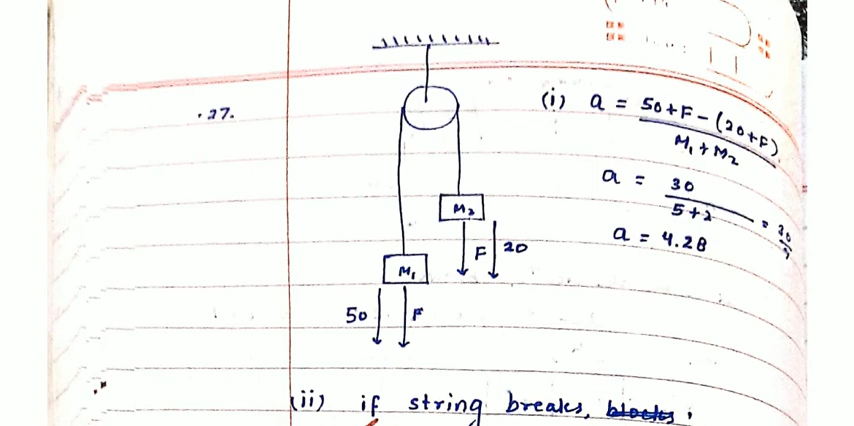 .27.
(i) a = 50+F-(20+F)
M₁+M₂
a = 30
5+2
= 30
7
a = 4.28
M₂
F 20
M₁
50 F
(ii) if string breaks, blocks